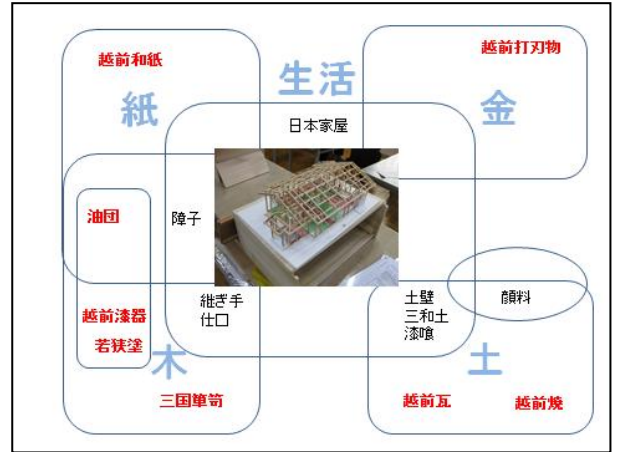 越前和紙
越前打刃物
生活
紙
金
日本家屋
油団
障子
継ぎ手
仕口
土壁
三和土
漆喰
顔料
越前漆器
若狭塗
木
土
三国箪笥
越前瓦
越前焼